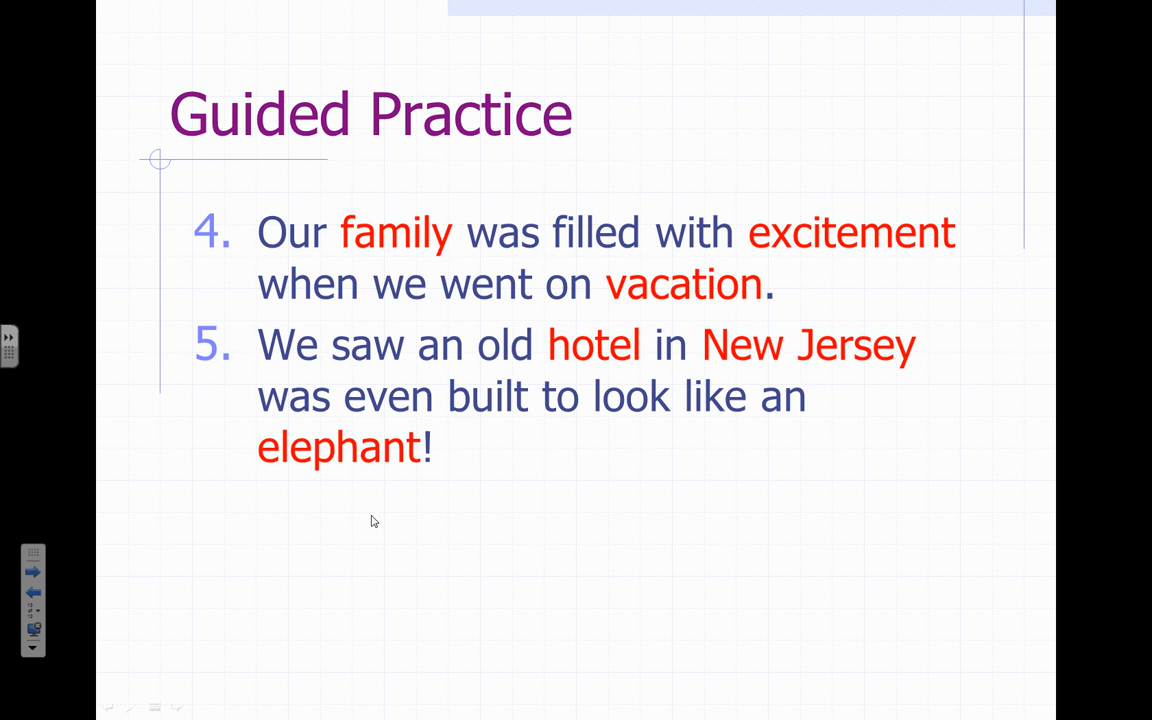 Guided Practice
4. Our family was filled with excitement
when we went on vacation.
5. We saw an old hotel in New Jersey
was even built to look like an
elephant!